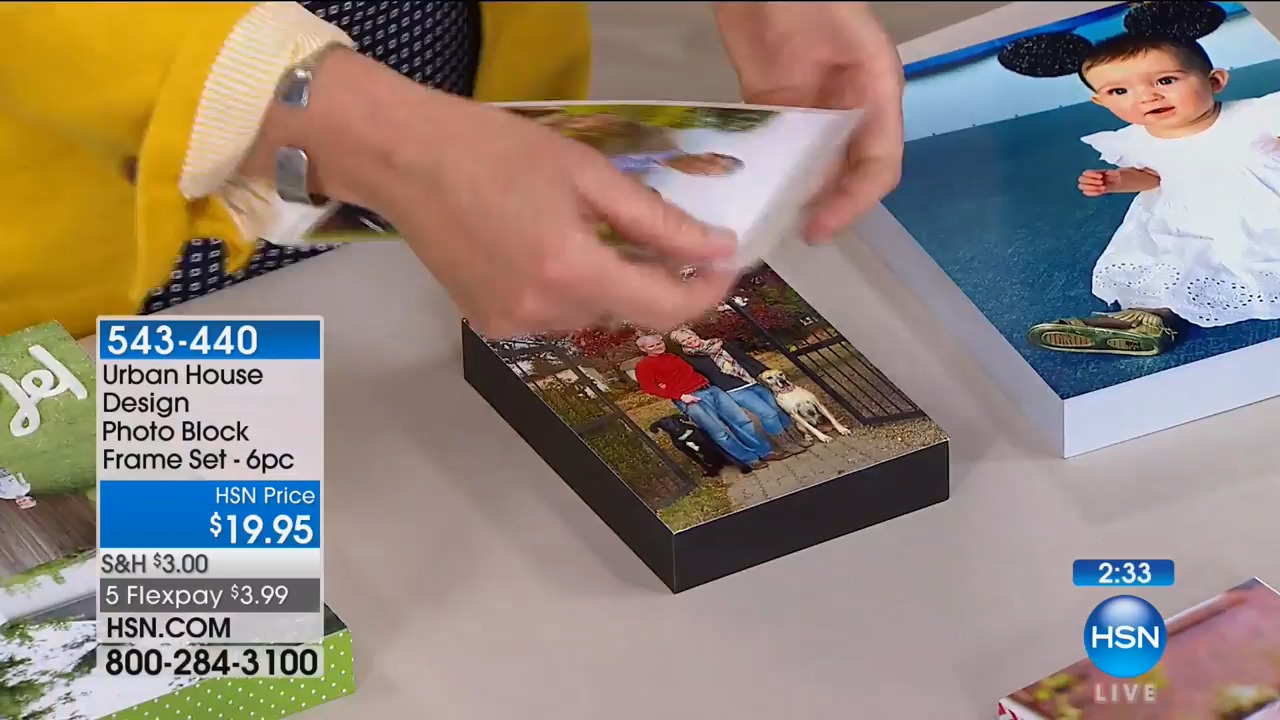 543-440
Urban House
Design
Photo Block
Frame Set - 6pc
HSN Price
$19.95
S&H $3.00
5 Flexpay $3.99
HSN.COM
800-284-3100
2:33
HSN
LIVE